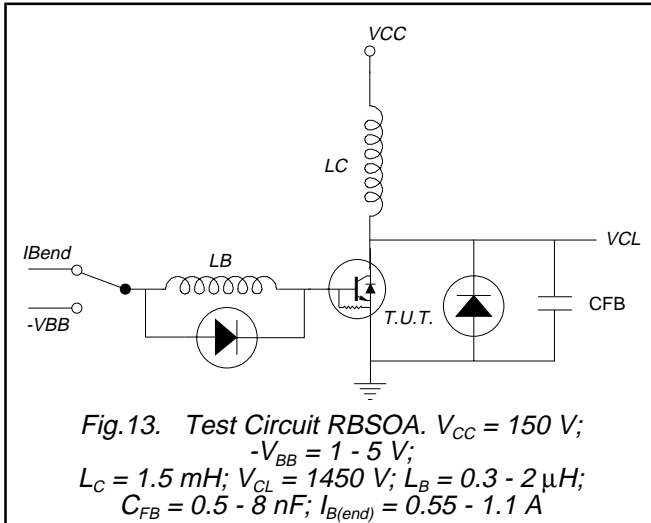 VCC
LC
IBend
LB
VCL
-VBB
T.U.T.
CFB
Fig.13. Test Circuit RBSOA. VCC = 150 V;
-VBB = 1 - 5 V;
LC = 1.5 mH; VCL = 1450 V; LB = 0.3 - 2 μH;
CFB = 0.5 - 8 nF; IB(end) = 0.55 - 1.1 A